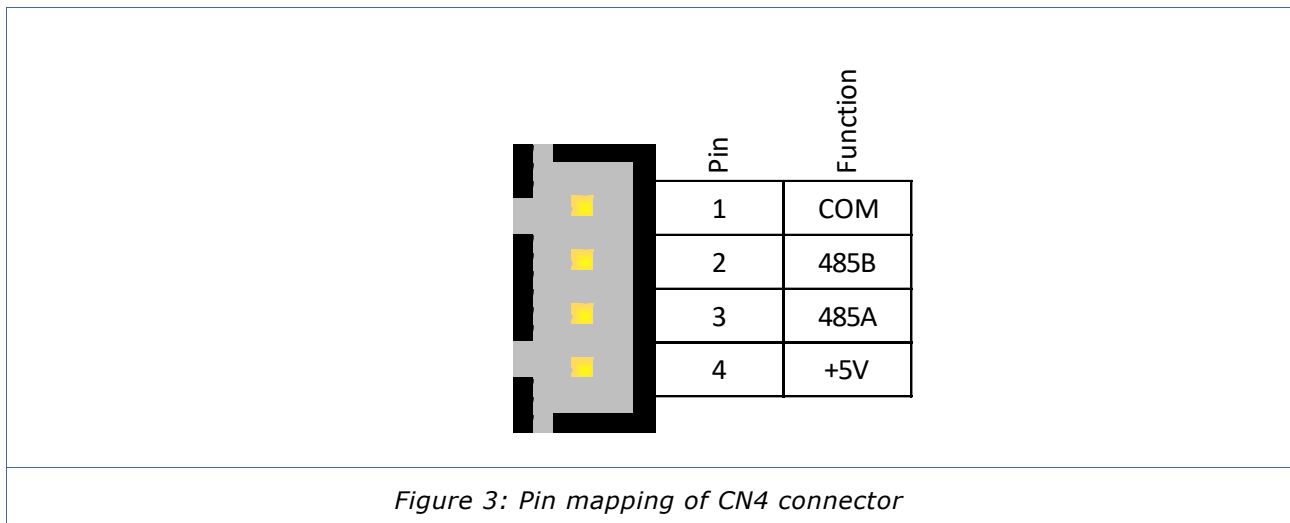 Pin Function
1 COM
2 485B
3 485A
4 +5V
Figure 3: Pin mapping of CN4 connector